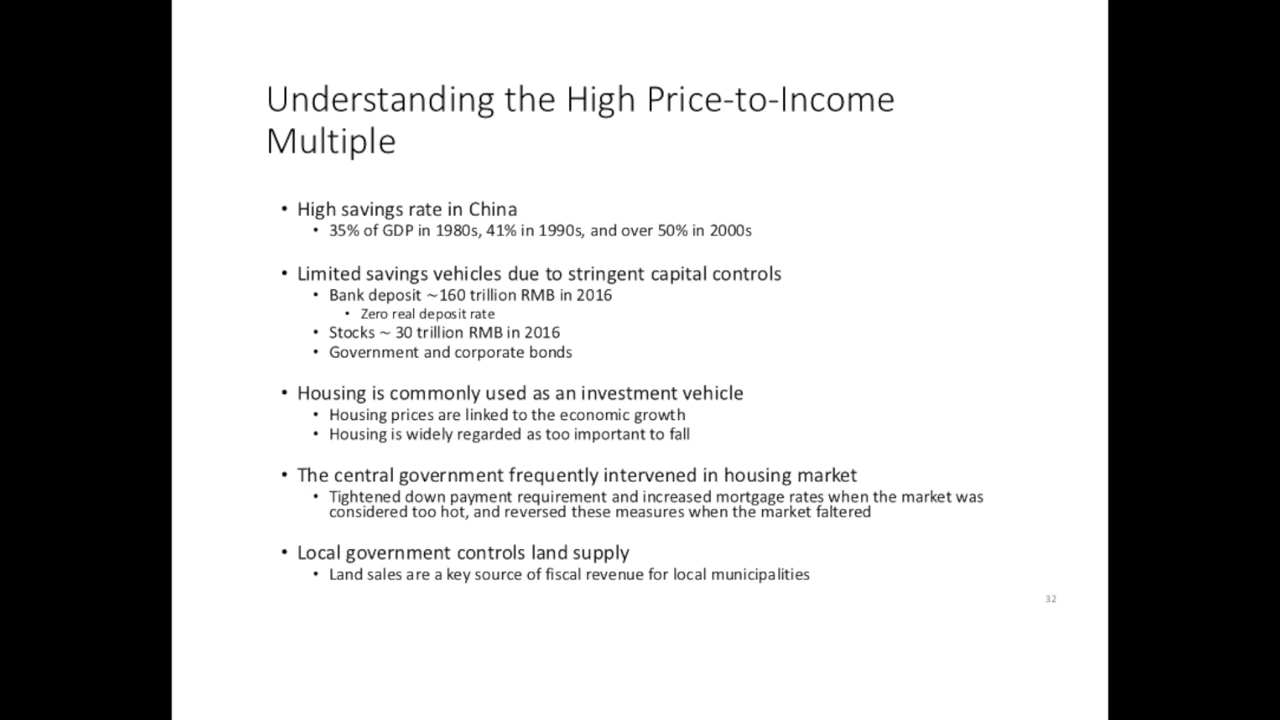 Understanding the High Price-to-Income
Multiple
• High savings rate in China
• 35% of GDP in 1980s, 41% in 1990s, and over 50% in 2000s
• Limited savings vehicles due to stringent capital controls
• Bank deposit ~160 trillion RMB in 2016
• Zero real deposit rate
• Stocks ~ 30 trillion RMB in 2016
• Government and corporate bonds
• Housing is commonly used as an investment vehicle
• Housing prices are linked to the economic growth
• Housing is widely regarded as too important to fall
• The central government frequently intervened in housing market
• Tightened down payment requirement and increased mortgage rates when the market was
considered too hot, and reversed these measures when the market faltered
• Local government controls land supply
• Land sales are a key source of fiscal revenue for local municipalities
32